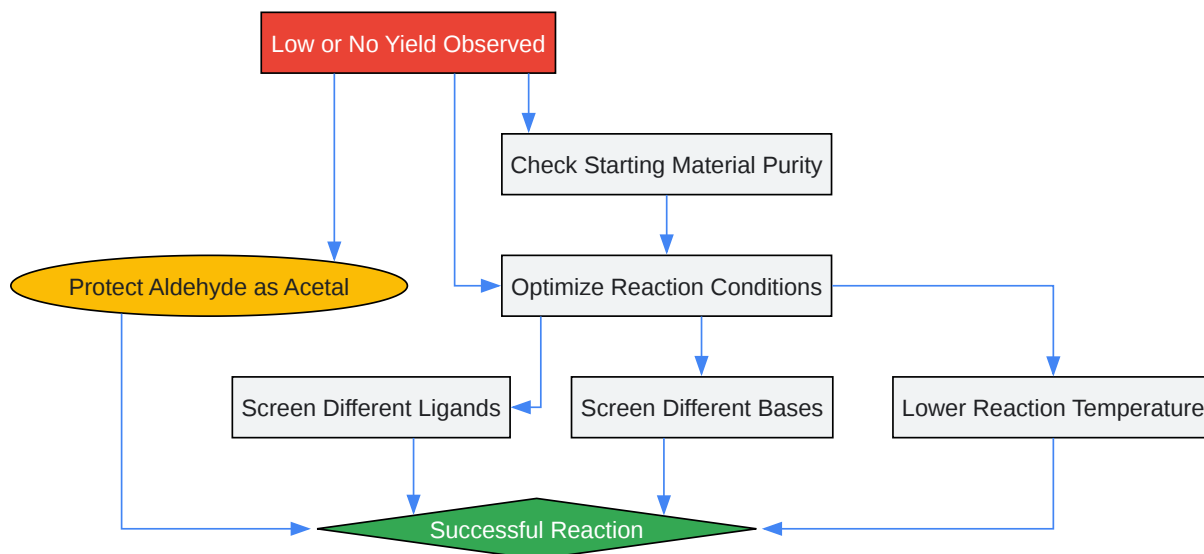 Low or No Yield Observed
Check Starting Material Purity
Protect Aldehyde as Acetal
Optimize Reaction Conditions
Screen Different Ligands
Screen Different Bases
Lower Reaction Temperature
Successful Reaction